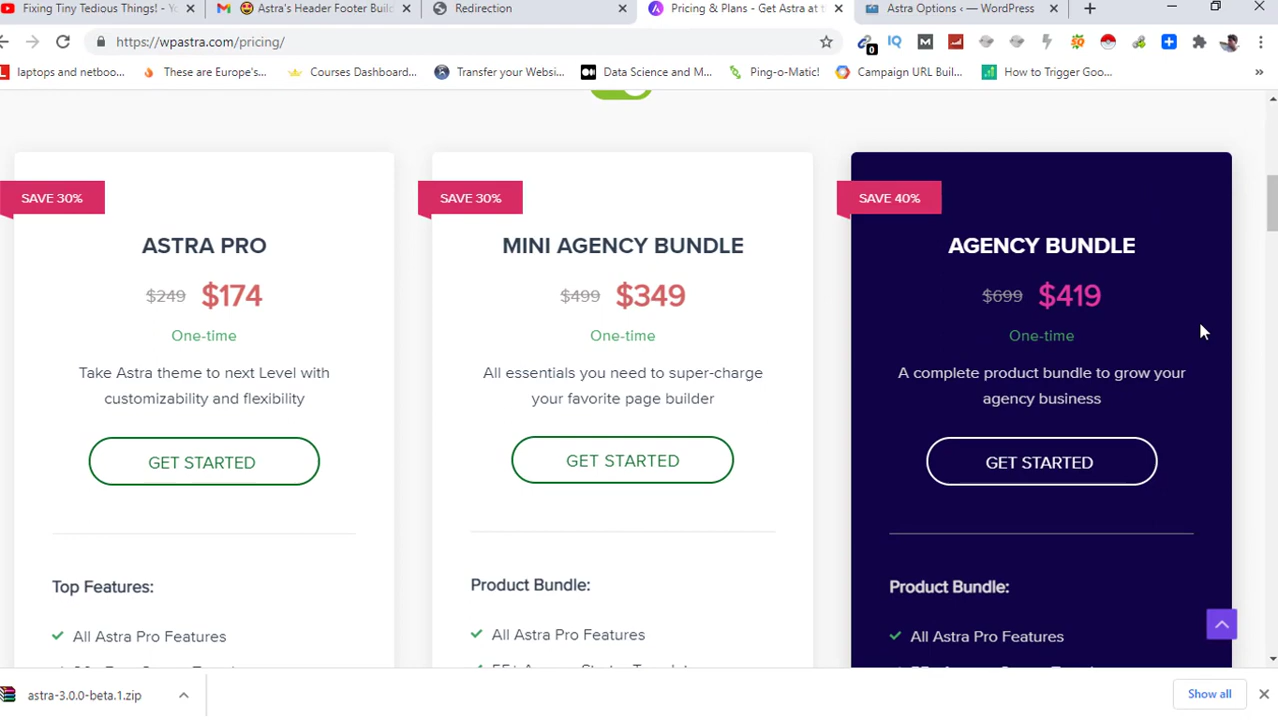 Fixing Tiny Tedious Things! - Yo
Astra's Header Footer Buil
Redirection
Pricing & Plans - Get Astra at t
Astra Options ‹ — WordPress
https://wpastra.com/pricing/
0
IQ
M
laptops and netboo...
These are Europe's...
Courses Dashboard...
Transfer your Websi...
Data Science and M...
Ping-o-Matic!
Campaign URL Buil...
How to Trigger Goo...
»
SAVE 30%
ASTRA PRO
$249 $174
One-time
Take Astra theme to next Level with
customizability and flexibility
GET STARTED
Top Features:
All Astra Pro Features
SAVE 30%
MINI AGENCY BUNDLE
$499 $349
One-time
All essentials you need to super-charge
your favorite page builder
GET STARTED
Product Bundle:
All Astra Pro Features
SAVE 40%
AGENCY BUNDLE
$699 $419
One-time
A complete product bundle to grow your
agency business
GET STARTED
Product Bundle:
All Astra Pro Features
astra-3.0.0-beta.1.zip
Show all